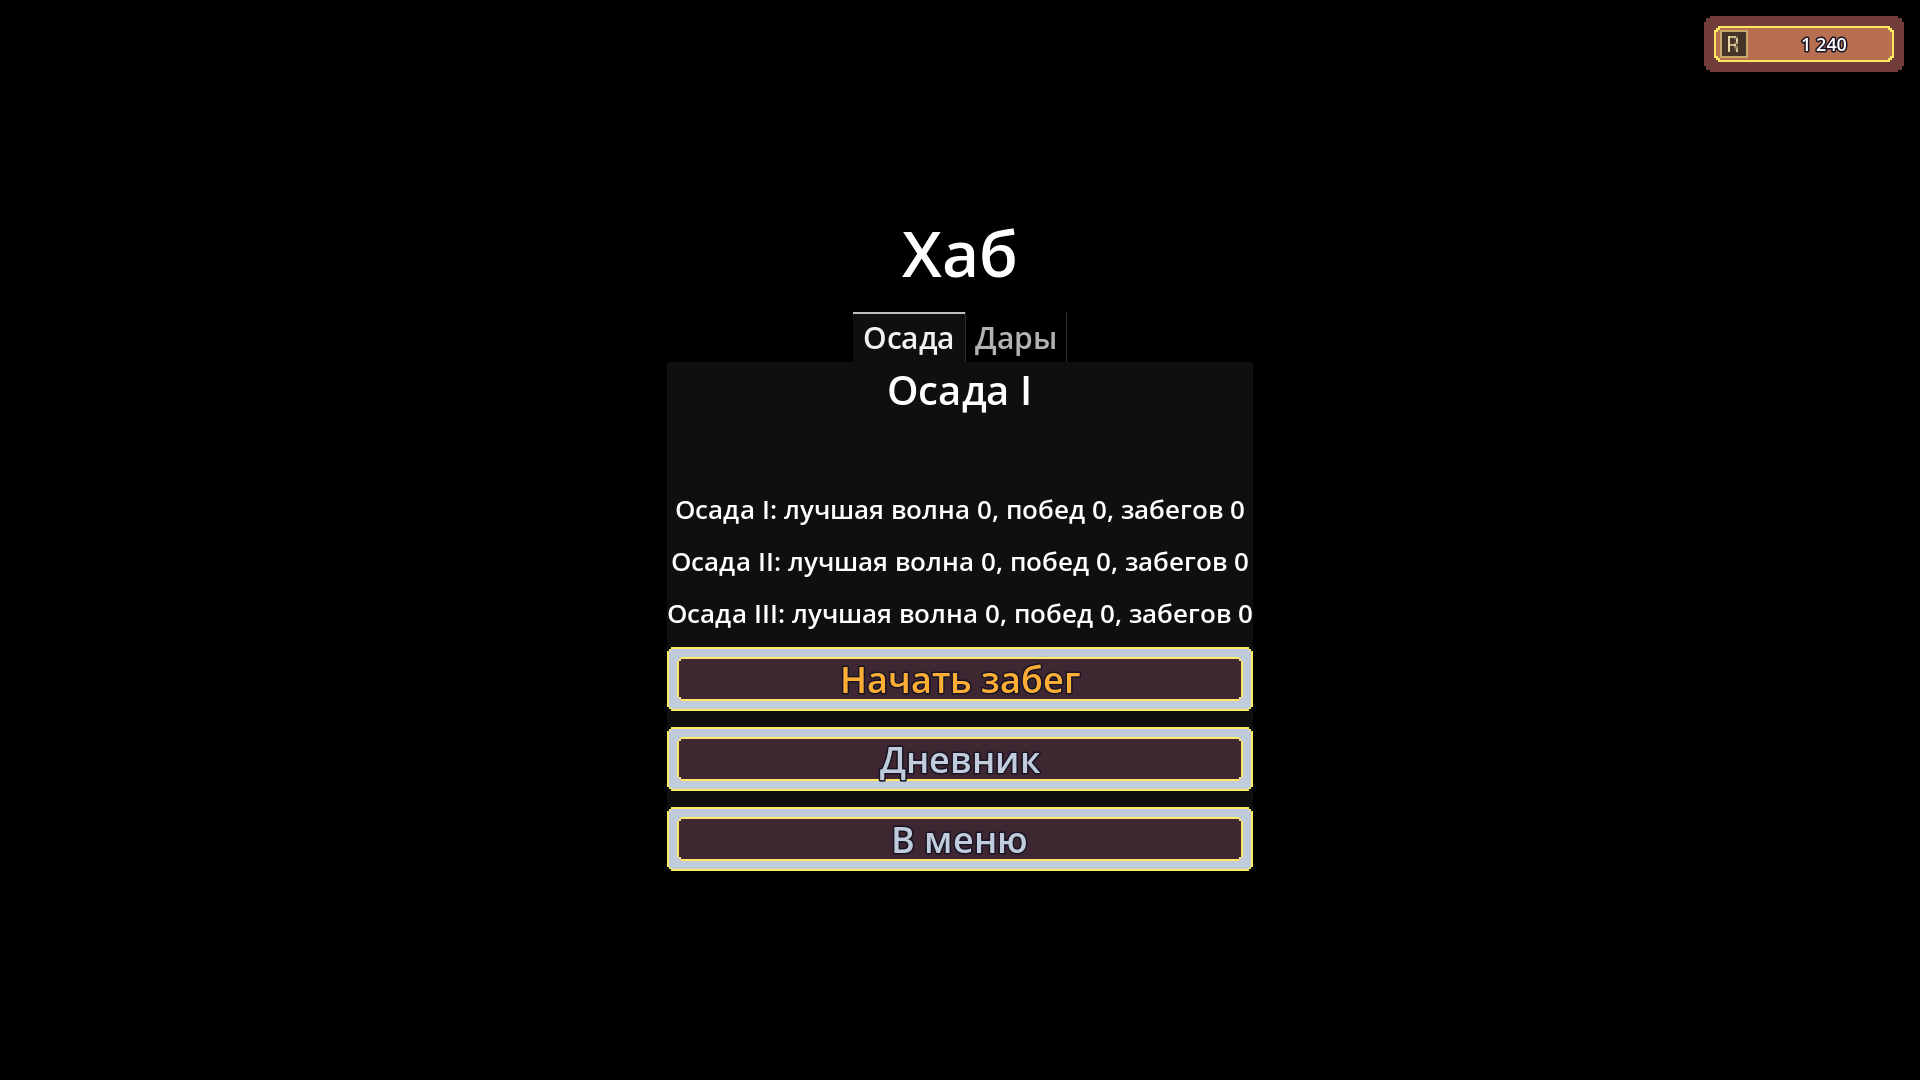 R 1 240
Хаб
Осада Дары
Осада I
Осада I: лучшая волна 0, побед 0, забегов 0
Осада II: лучшая волна 0, побед 0, забегов 0
Осада III: лучшая волна 0, побед 0, забегов 0
Начать забег
Дневник
В меню